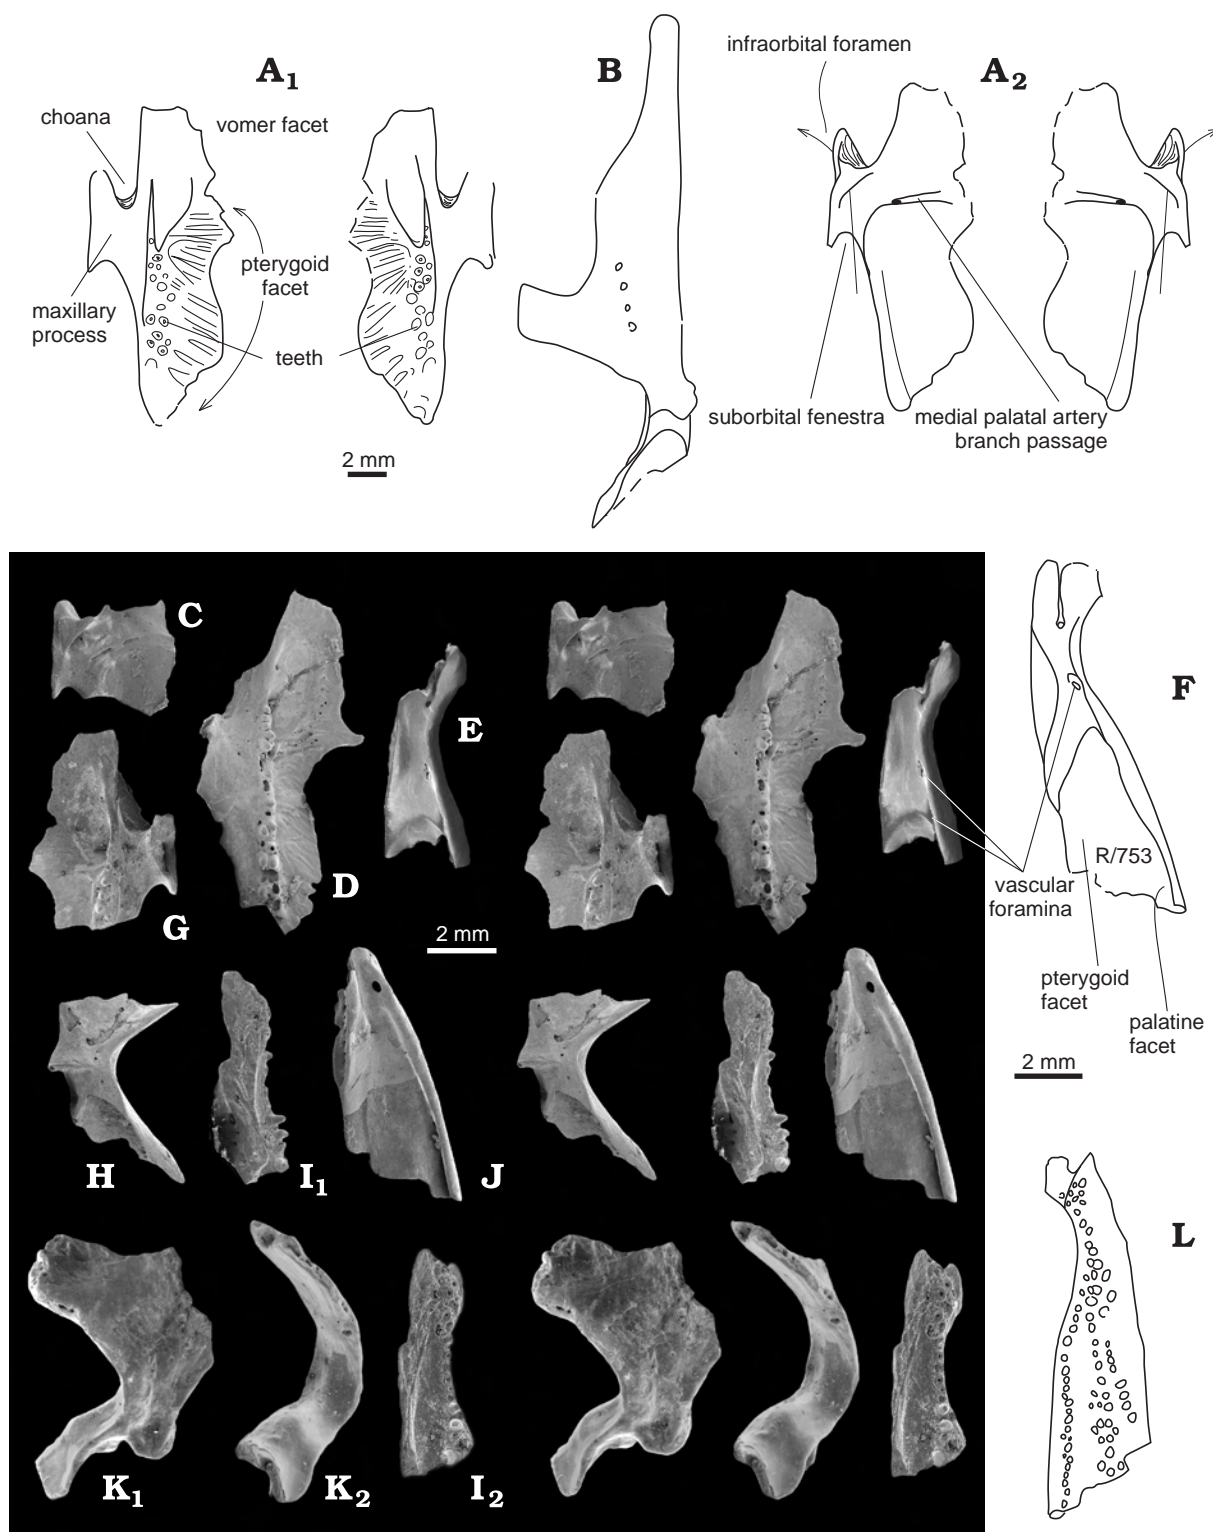 A1
B
A2
infraorbital foramen
choana
vomer facet
pterygoid
facet
maxillary
process
teeth
2 mm
suborbital fenestra
medial palatal artery
branch passage
C
D
E
F
G
2 mm
R/753
vascular
foramina
pterygoid
facet
palatine
facet
2 mm
H
I1
J
K1
K2
I2
L